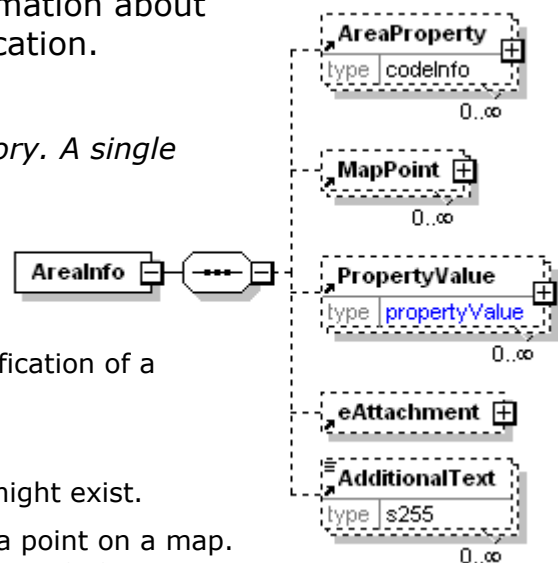 mation about
cation.
ory. A single
fication of a
night exist.
a point on a map.
AreaInfo
AreaProperty
type codeInfo
0..∞
MapPoint
0..∞
PropertyValue
type propertyValue
0..∞
eAttachment
AdditionalText
type s255
0..∞